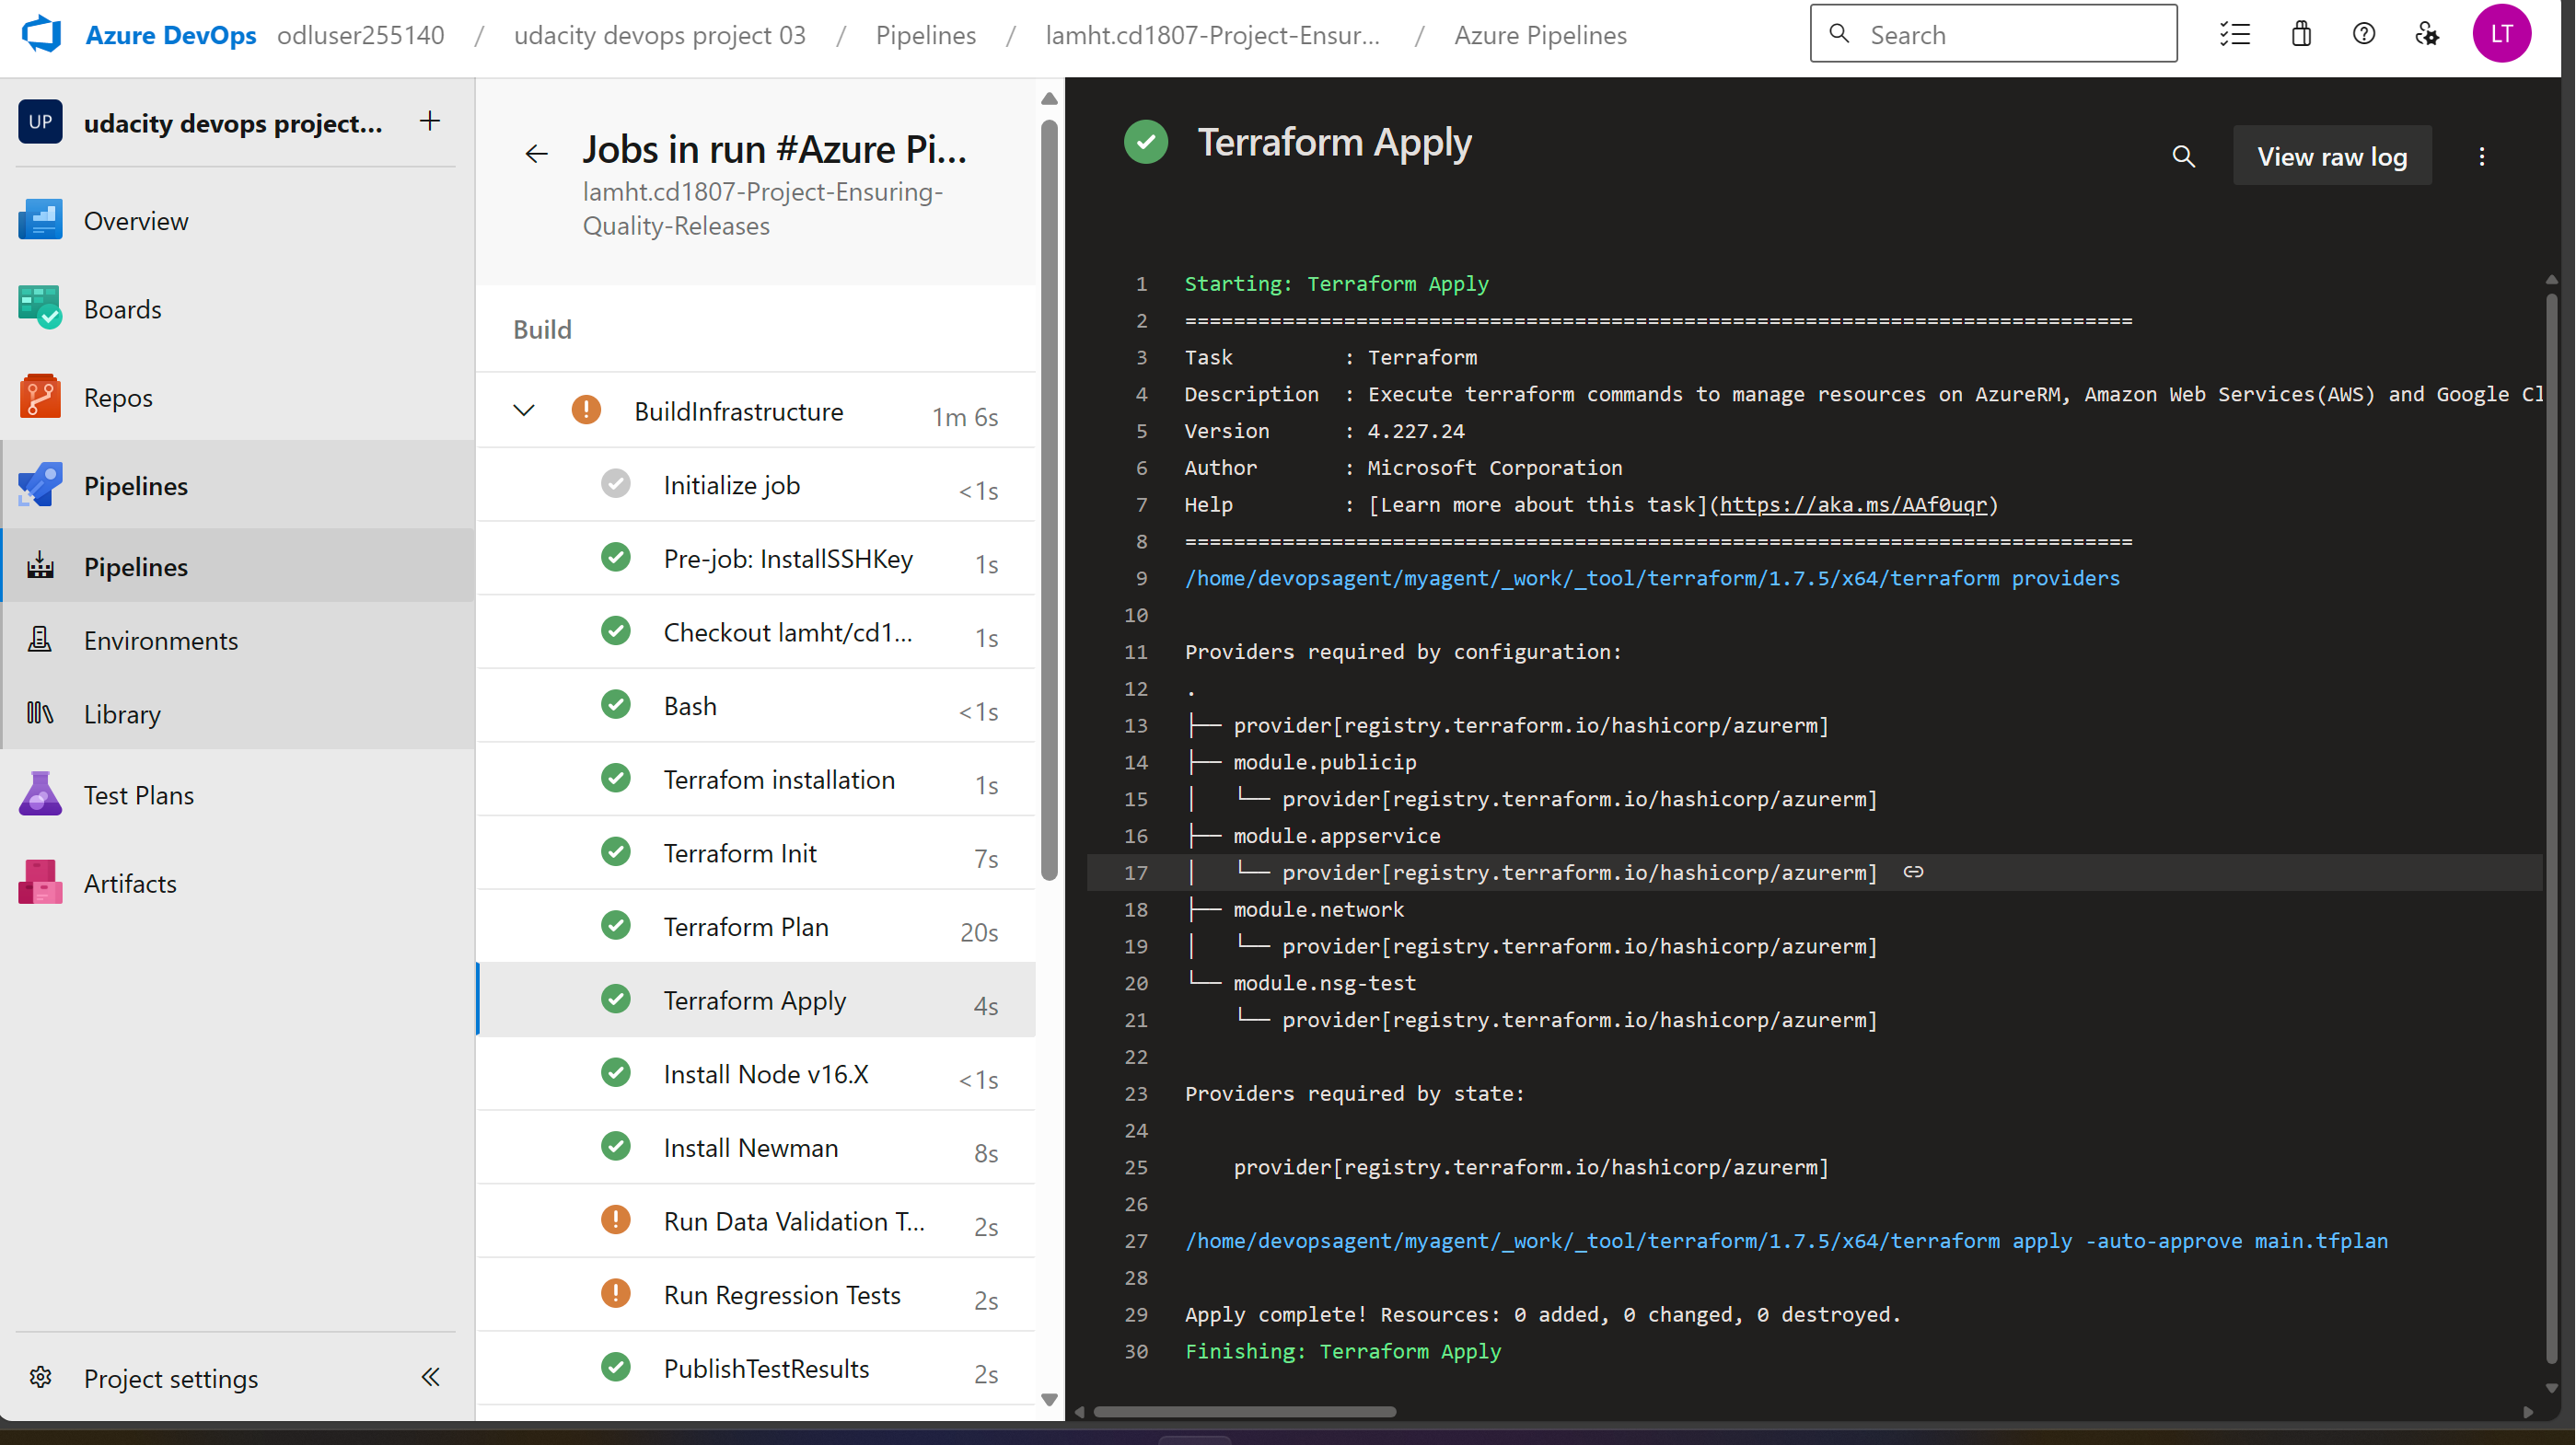 Azure DevOps odluser255140 / udacity devops project 03 / Pipelines / lamht.cd1807-Project-Ensur... / Azure Pipelines
Search
LT
UP udacity devops project... +
Overview
Boards
Repos
Pipelines
Pipelines
Environments
Library
Test Plans
Artifacts
Project settings
Jobs in run #Azure Pi...
lamht.cd1807-Project-Ensuring-
Quality-Releases
Build
BuildInfrastructure 1m 6s
Initialize job <1s
Pre-job: InstallSSHKey 1s
Checkout lamht/cd1... 1s
Bash <1s
Terrafom installation 1s
Terraform Init 7s
Terraform Plan 20s
Terraform Apply 4s
Install Node v16.X <1s
Install Newman 8s
Run Data Validation T... 2s
Run Regression Tests 2s
PublishTestResults 2s
Terraform Apply
View raw log
1 Starting: Terraform Apply
2 ==============================================================================
3 Task : Terraform
4 Description : Execute terraform commands to manage resources on AzureRM, Amazon Web Services(AWS) and Google Cl
5 Version : 4.227.24
6 Author : Microsoft Corporation
7 Help : [Learn more about this task](https://aka.ms/AAf0uqr)
8 ==============================================================================
9 /home/devopsagent/myagent/_work/_tool/terraform/1.7.5/x64/terraform providers
10
11 Providers required by configuration:
12 .
13 ├── provider[registry.terraform.io/hashicorp/azurerm]
14 ├── module.publicip
15 │   └── provider[registry.terraform.io/hashicorp/azurerm]
16 ├── module.appservice
17 │   └── provider[registry.terraform.io/hashicorp/azurerm]
18 ├── module.network
19 │   └── provider[registry.terraform.io/hashicorp/azurerm]
20 └── module.nsg-test
21     └── provider[registry.terraform.io/hashicorp/azurerm]
22
23 Providers required by state:
24
25     provider[registry.terraform.io/hashicorp/azurerm]
26
27 /home/devopsagent/myagent/_work/_tool/terraform/1.7.5/x64/terraform apply -auto-approve main.tfplan
28
29 Apply complete! Resources: 0 added, 0 changed, 0 destroyed.
30 Finishing: Terraform Apply